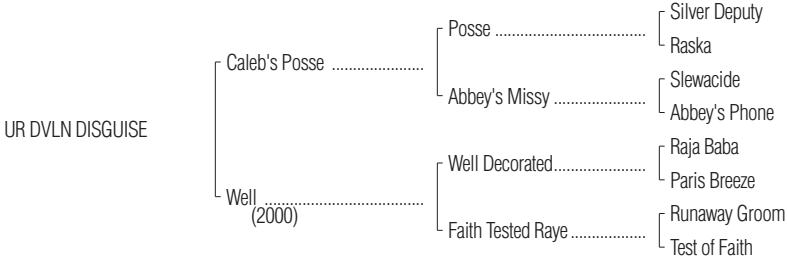 Silver Deputy
Posse ....................................
Raska
Caleb's Posse ......................
Slewacide
Abbey's Missy ......................
Abbey's Phone
UR DVLN DISGUISE
Raja Baba
Well Decorated.......................
Paris Breeze
Well ......................................
(2000)
Runaway Groom
Faith Tested Raye ..................
Test of Faith